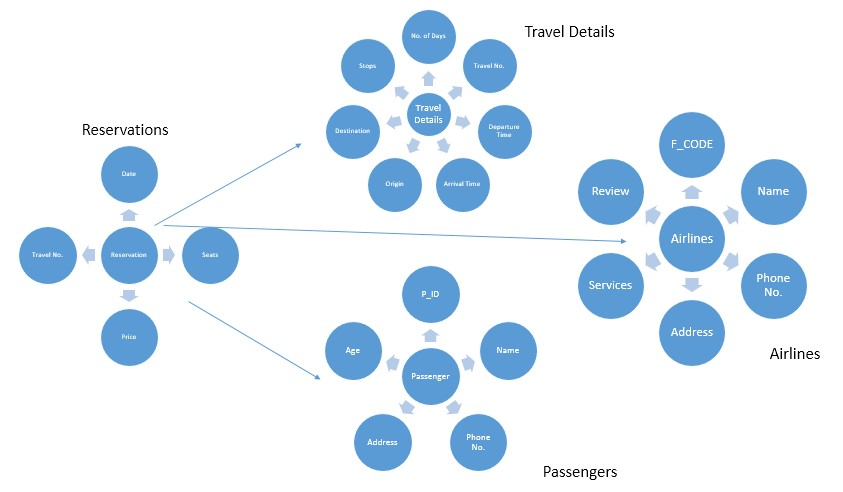 Travel Details
No. of Days
Stops
Travel No.
Travel
Details
Destination
Departure
Time
Origin
Arrival Time
Reservations
Date
Travel No.
Reservation
Seats
Price
F_CODE
Review
Name
Airlines
Services
Phone
No.
Address
Airlines
P_ID
Age
Name
Passenger
Address
Phone
No.
Passengers